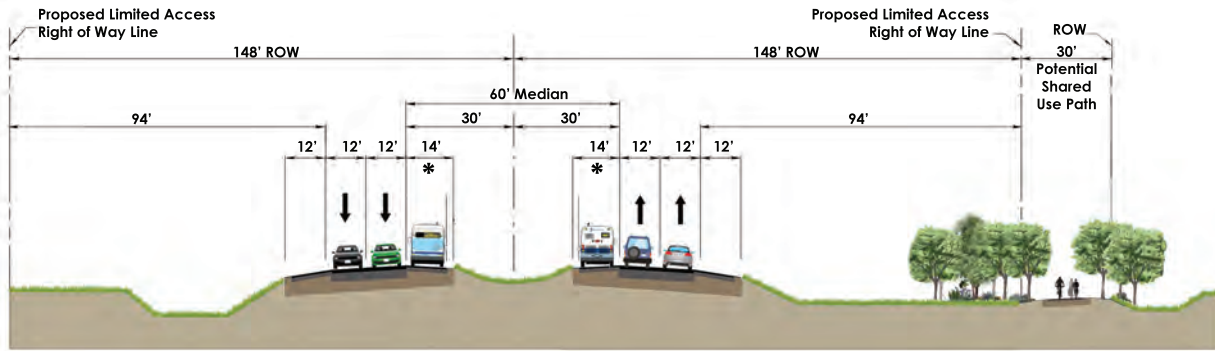 Proposed Limited Access
Right of Way Line
Proposed Limited Access
Right of Way Line
ROW
148’ ROW
148’ ROW
30’
Potential
Shared
Use Path
60’ Median
94’
30’
30’
94’
12’
12’
12’
14’
14’
12’
12’
12’
*
*